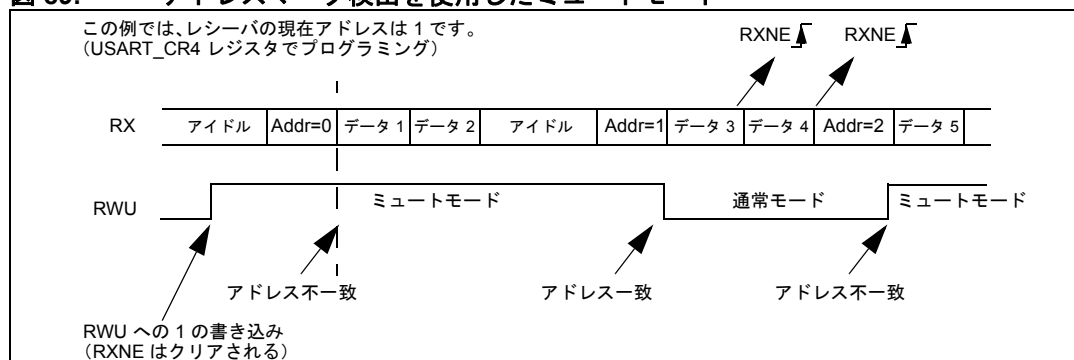 この例では、レシーバの現在アドレスは 1 です。
（USART_CR4 レジスタでプログラミング）
RXNE
RXNE
RX
アイドル
Addr=0
データ 1
データ 2
アイドル
Addr=1
データ 3
データ 4
Addr=2
データ 5
RWU
ミュートモード
通常モード
ミュートモード
アドレス不一致
アドレス一致
アドレス不一致
RWU への 1 の書き込み
（RXNE はクリアされる）